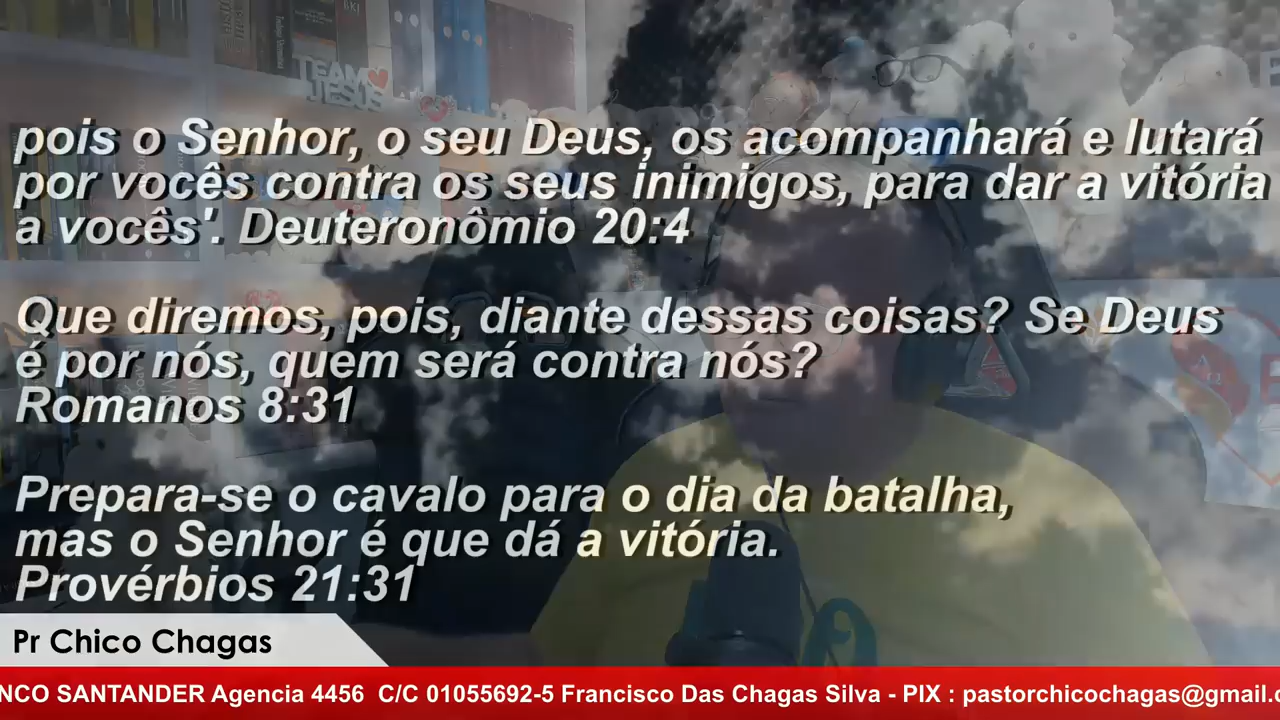 TEAM
JESUS
pois o Senhor, o seu Deus, os acompanhará e lutará
por vocês contra os seus inimigos, para dar a vitória
a vocês'. Deuteronômio 20:4
Que diremos, pois, diante dessas coisas? Se Deus
é por nós, quem será contra nós?
Romanos 8:31
Prepara-se o cavalo para o dia da batalha,
mas o Senhor é que dá a vitória.
Provérbios 21:31
Pr Chico Chagas
NCO SANTANDER Agencia 4456 C/C 01055692-5 Francisco Das Chagas Silva - PIX : pastorchicochagas@gmail.c